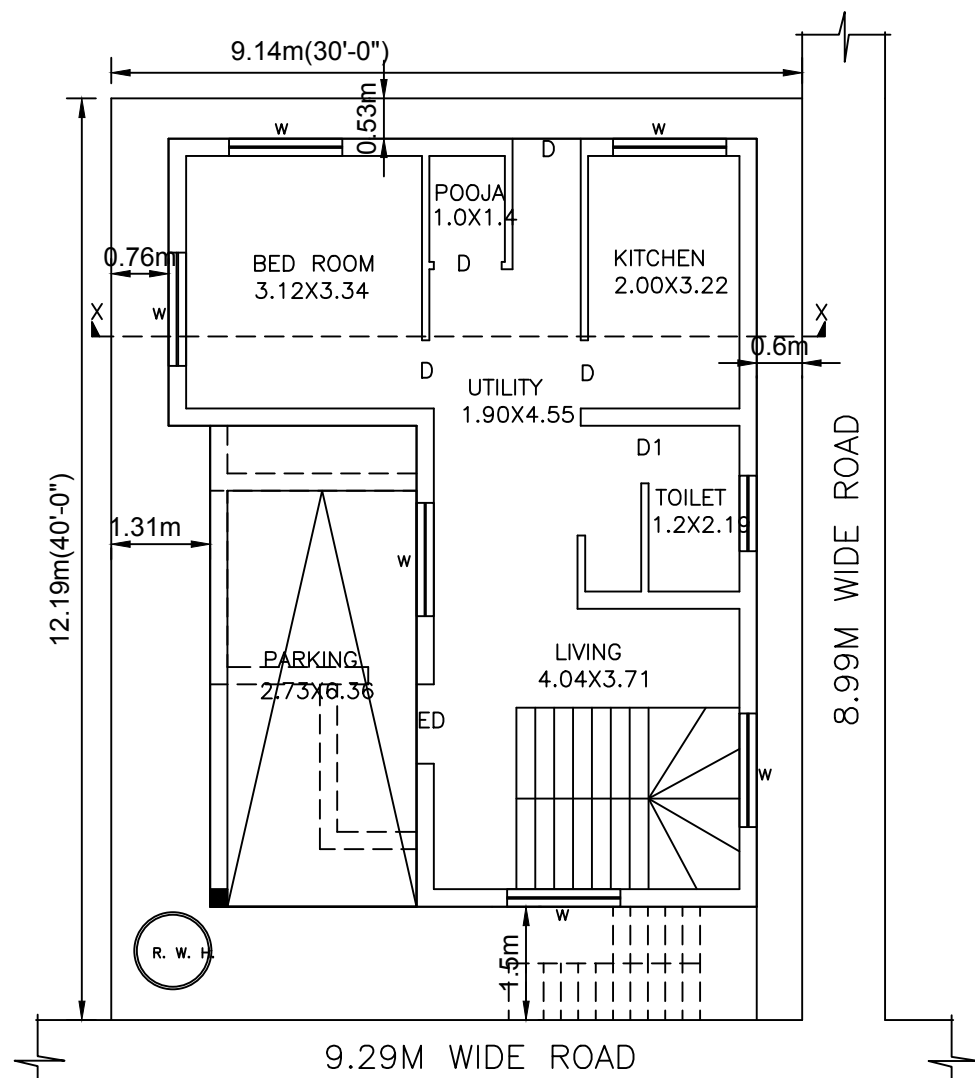 9.14m(30'-0")
0.53m
W
W
D
POOJA
1.0X1.4
D
0.76m
BED ROOM
3.12X3.34
KITCHEN
2.00X3.22
W
X
X
0.6m
D
D
UTILITY
1.90X4.55
D1
TOILET
1.2X2.19
12.19m(40'-0")
1.31m
W
8.99M WIDE ROAD
PARKING
2.73X6.36
LIVING
4.04X3.71
ED
W
W
R. W. H.
1.5m
9.29M WIDE ROAD